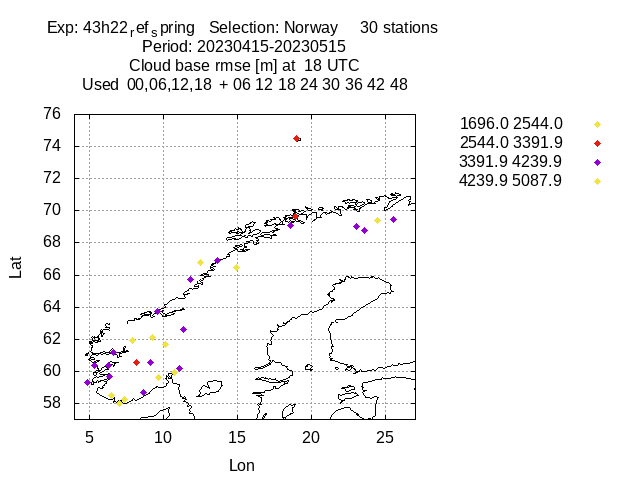 Exp: 43h22refspring   Selection: Norway     30 stations
Period: 20230415-20230515
Cloud base rmse [m] at  18 UTC
Used  00,06,12,18  + 06 12 18 24 30 36 42 48
1696.0 2544.0
2544.0 3391.9
3391.9 4239.9
4239.9 5087.9
76
74
72
70
68
66
64
62
60
58
Lat
5 10 15 20 25
Lon